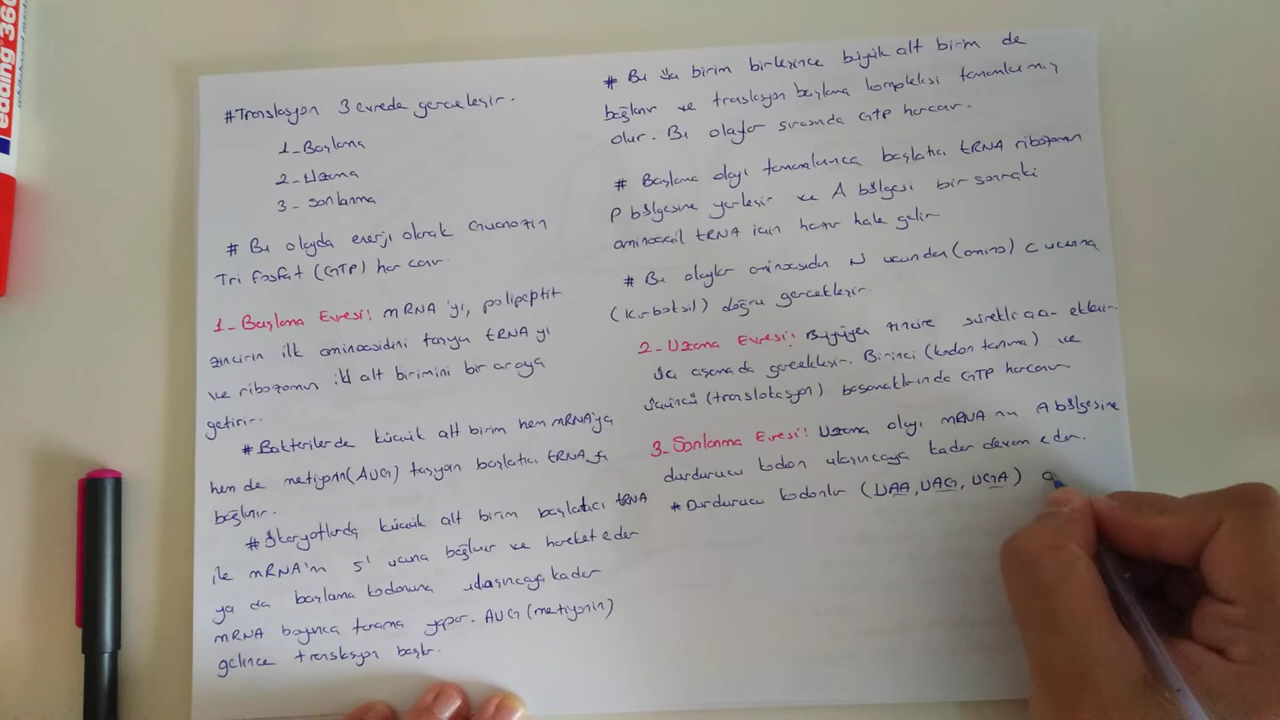 edding 360
#Translasyon 3 evrede gerçekleşir.
1-Başlama
2-Uzama
3-Sonlanma
# Bu olayda enerji olarak Guanozin
Tri fosfat (GTP) harcanır.
1-Başlama Evresi: mRNA'yı, polipeptit
zincirin ilk aminoasidini taşıyan tRNA'yı
ve ribozomun iki alt birimini bir araya
getirir.
#Bakterilerde küçük alt birim hem mRNA'ya
hem de metiyonin(AUG) taşıyan başlatıcı tRNA'ya
bağlanır.
#Ökaryotlarda küçük alt birim başlatıcı tRNA
ile mRNA'nın 5' ucuna bağlanır ve hareket eder
ya da başlama kodonuna ulaşıncaya kadar
mRNA boyunca tarama yapar. AUG (metiyonin)
gelince translasyon başlar.
# Bu iki birim birleşince büyük alt birim de
bağlanır ve translasyon başlama kompleksi tamamlanmış
olur. Bu olaylar sırasında GTP harcanır.
# Başlama olayı tamamlanınca başlatıcı tRNA ribozomun
P bölgesine yerleşir ve A bölgesi bir sonraki
aminoaçil tRNA için hazır hale gelir
# Bu olaylar aminoasidin N ucundan (amino) C ucuna
(karboksil) doğru gerçekleşir.
2-Uzama Evresi: Büyüyen zincire sürekli a.a. eklenir.
Üç aşamada gerçekleşir. Birinci (kodon tanıma) ve
üçüncü (translokasyon) basamaklarında GTP harcanır.
3-Sonlanma Evresi: Uzama olayı mRNA'nın A bölgesine
durdurucu kodon ulaşıncaya kadar devam eder.
* Durdurucu kodonlar (UAA, UAG, UGA)